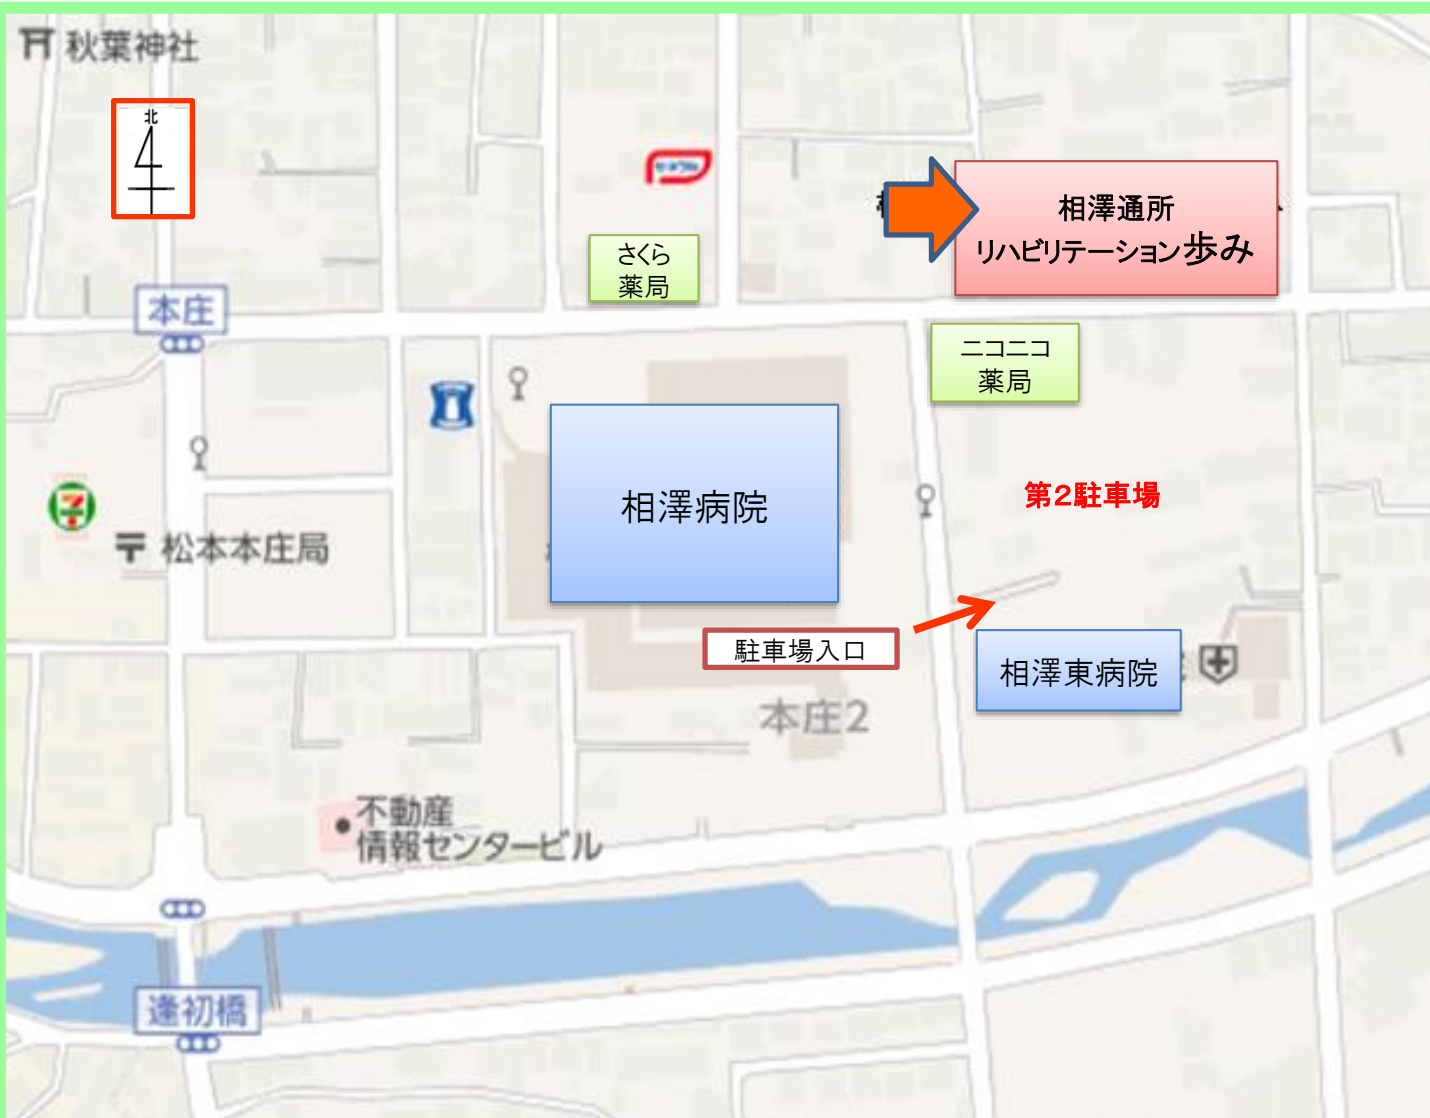 秋葉神社
北
相澤通所
リハビリテーション歩み
さくら
薬局
本庄
ニコニコ
薬局
相澤病院
第2駐車場
松本本庄局
駐車場入口
相澤東病院
本庄2
不動産
情報センタービル
逢初橋